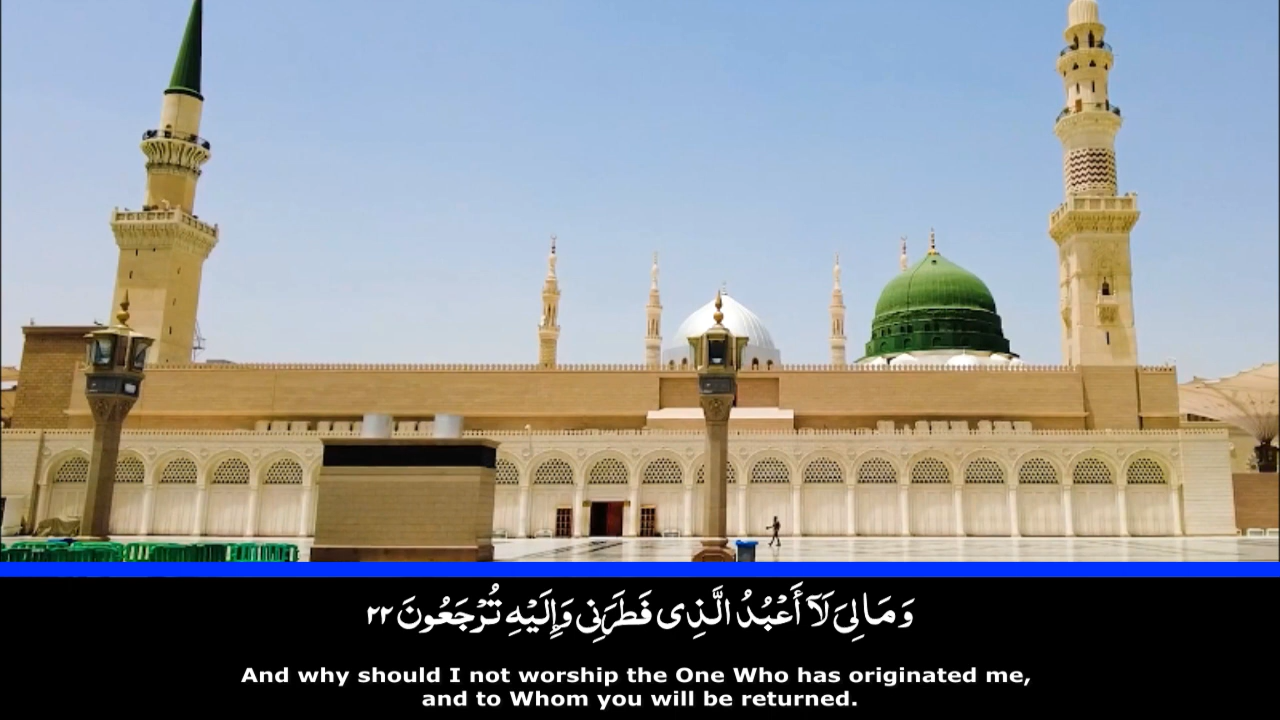 وَمَا لِیَ لَاۤ أَعۡبُدُ ٱلَّذِی فَطَرَنِی وَإِلَیۡهِ تُرۡجَعُونَ ٢٢
And why should I not worship the One Who has originated me,
and to Whom you will be returned.